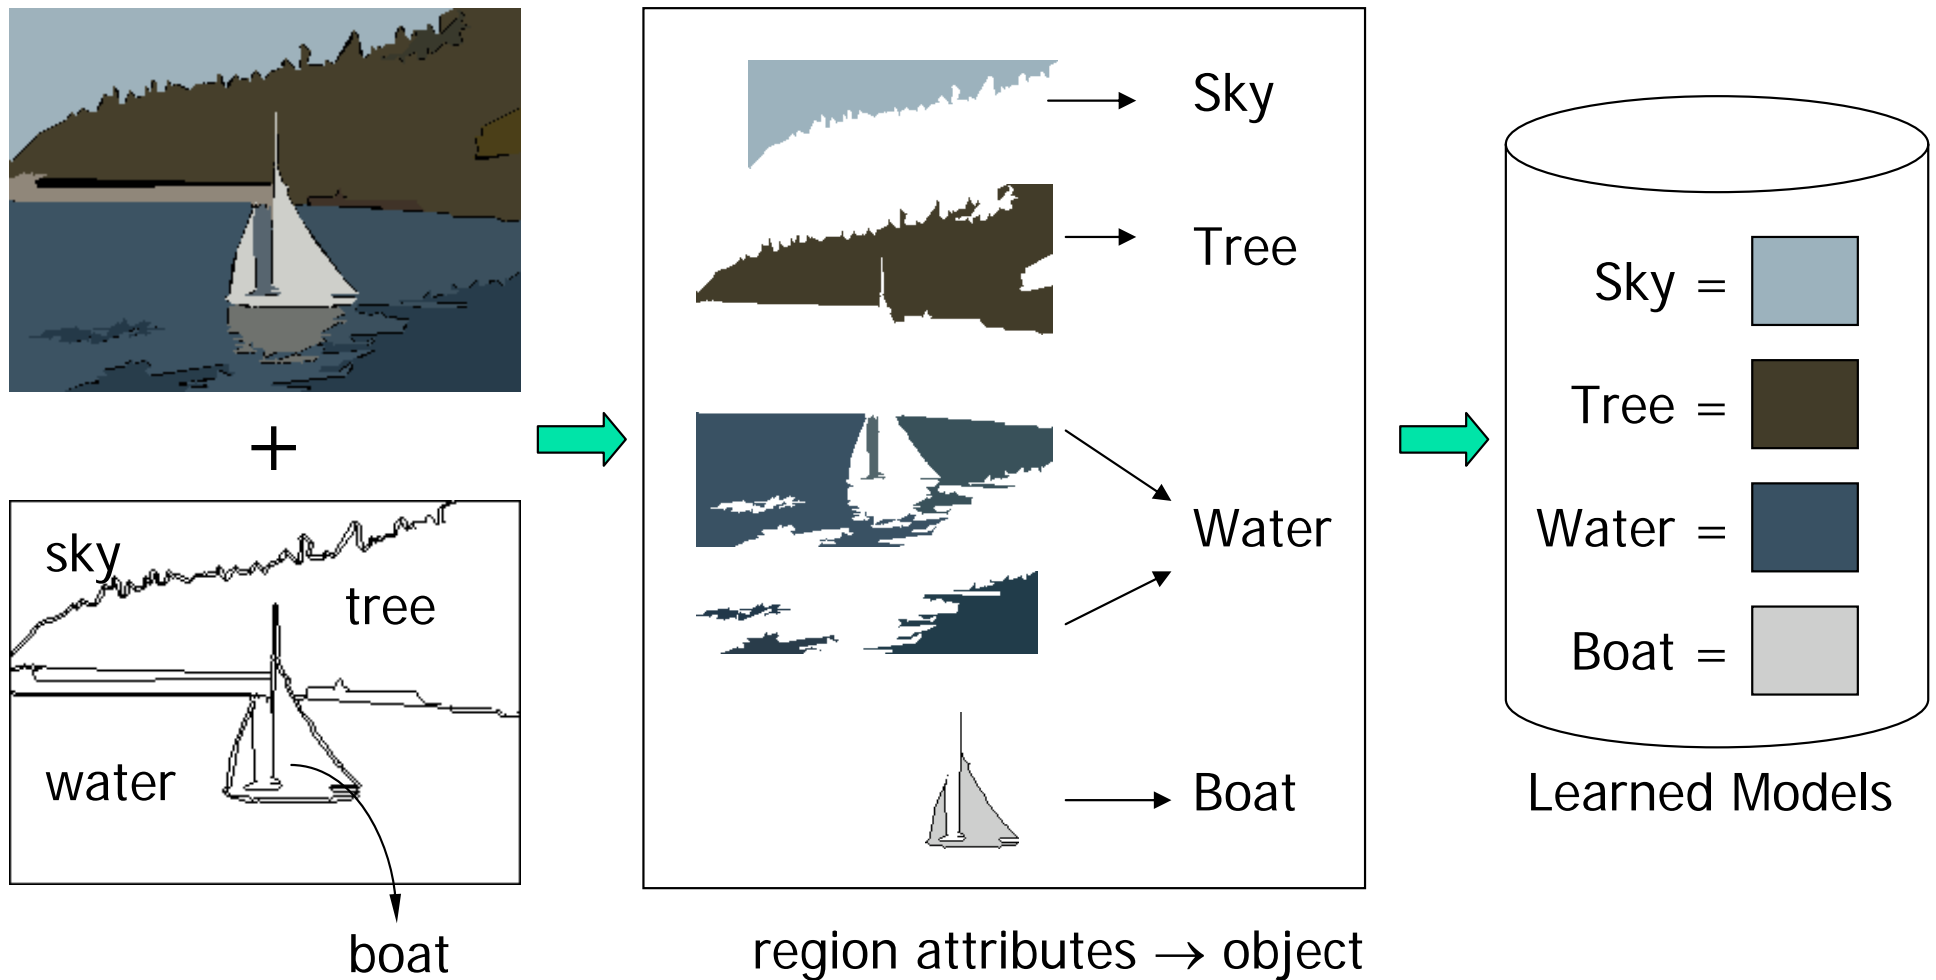 +
sky
tree
water
boat
Sky
Tree
Water
Boat
region attributes → object
Sky =
Tree =
Water =
Boat =
Learned Models